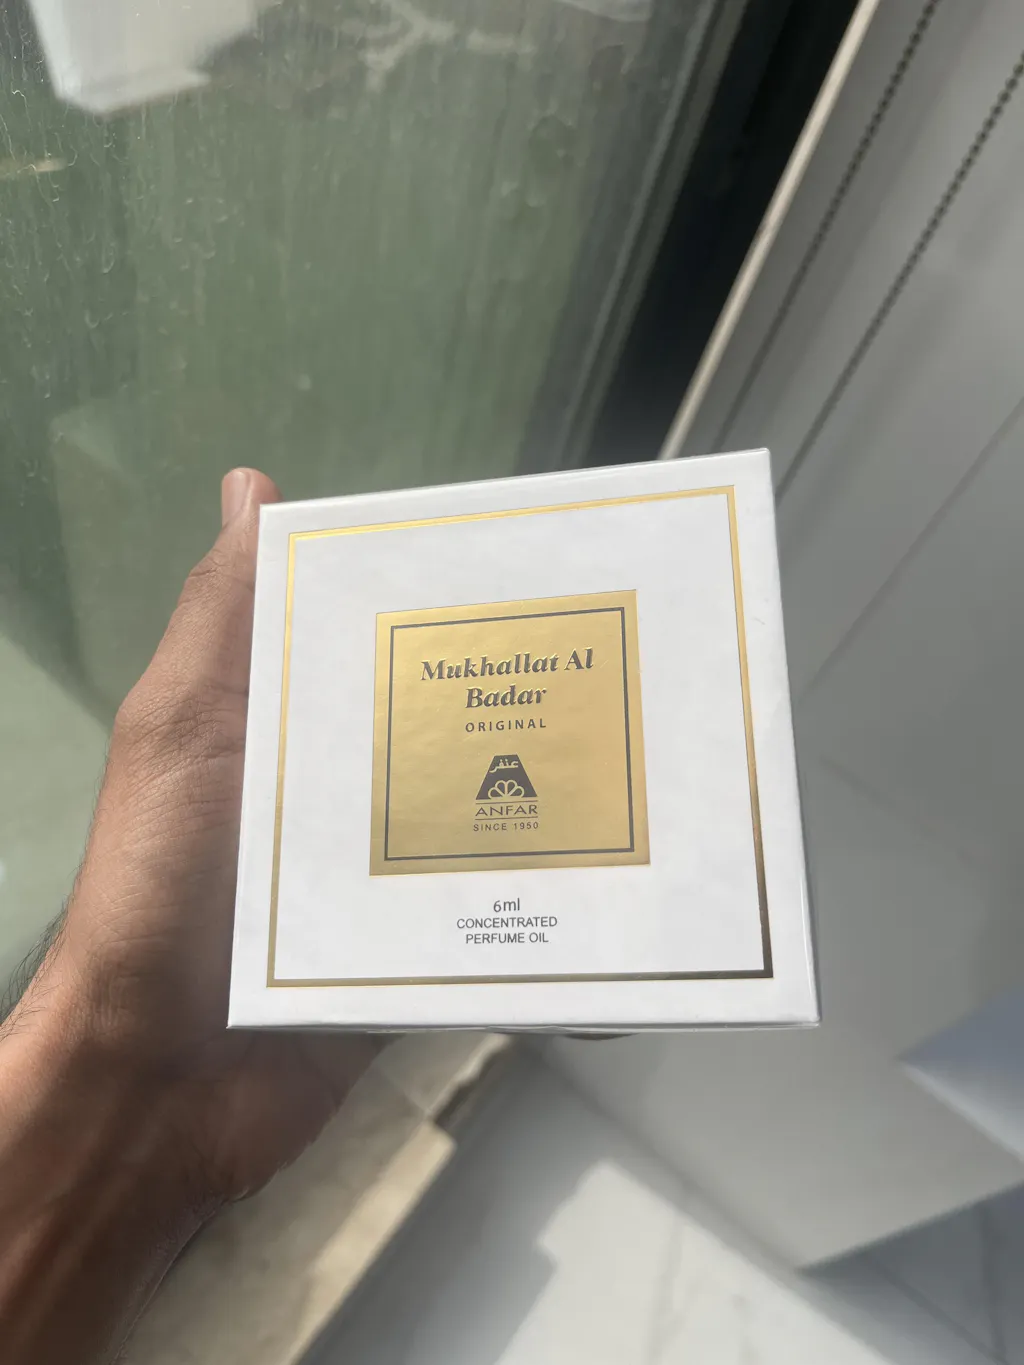 Mukhallat Al
Badar
ORIGINAL
عنفر
ANFAR
SINCE 1950
6ml
CONCENTRATED
PERFUME OIL